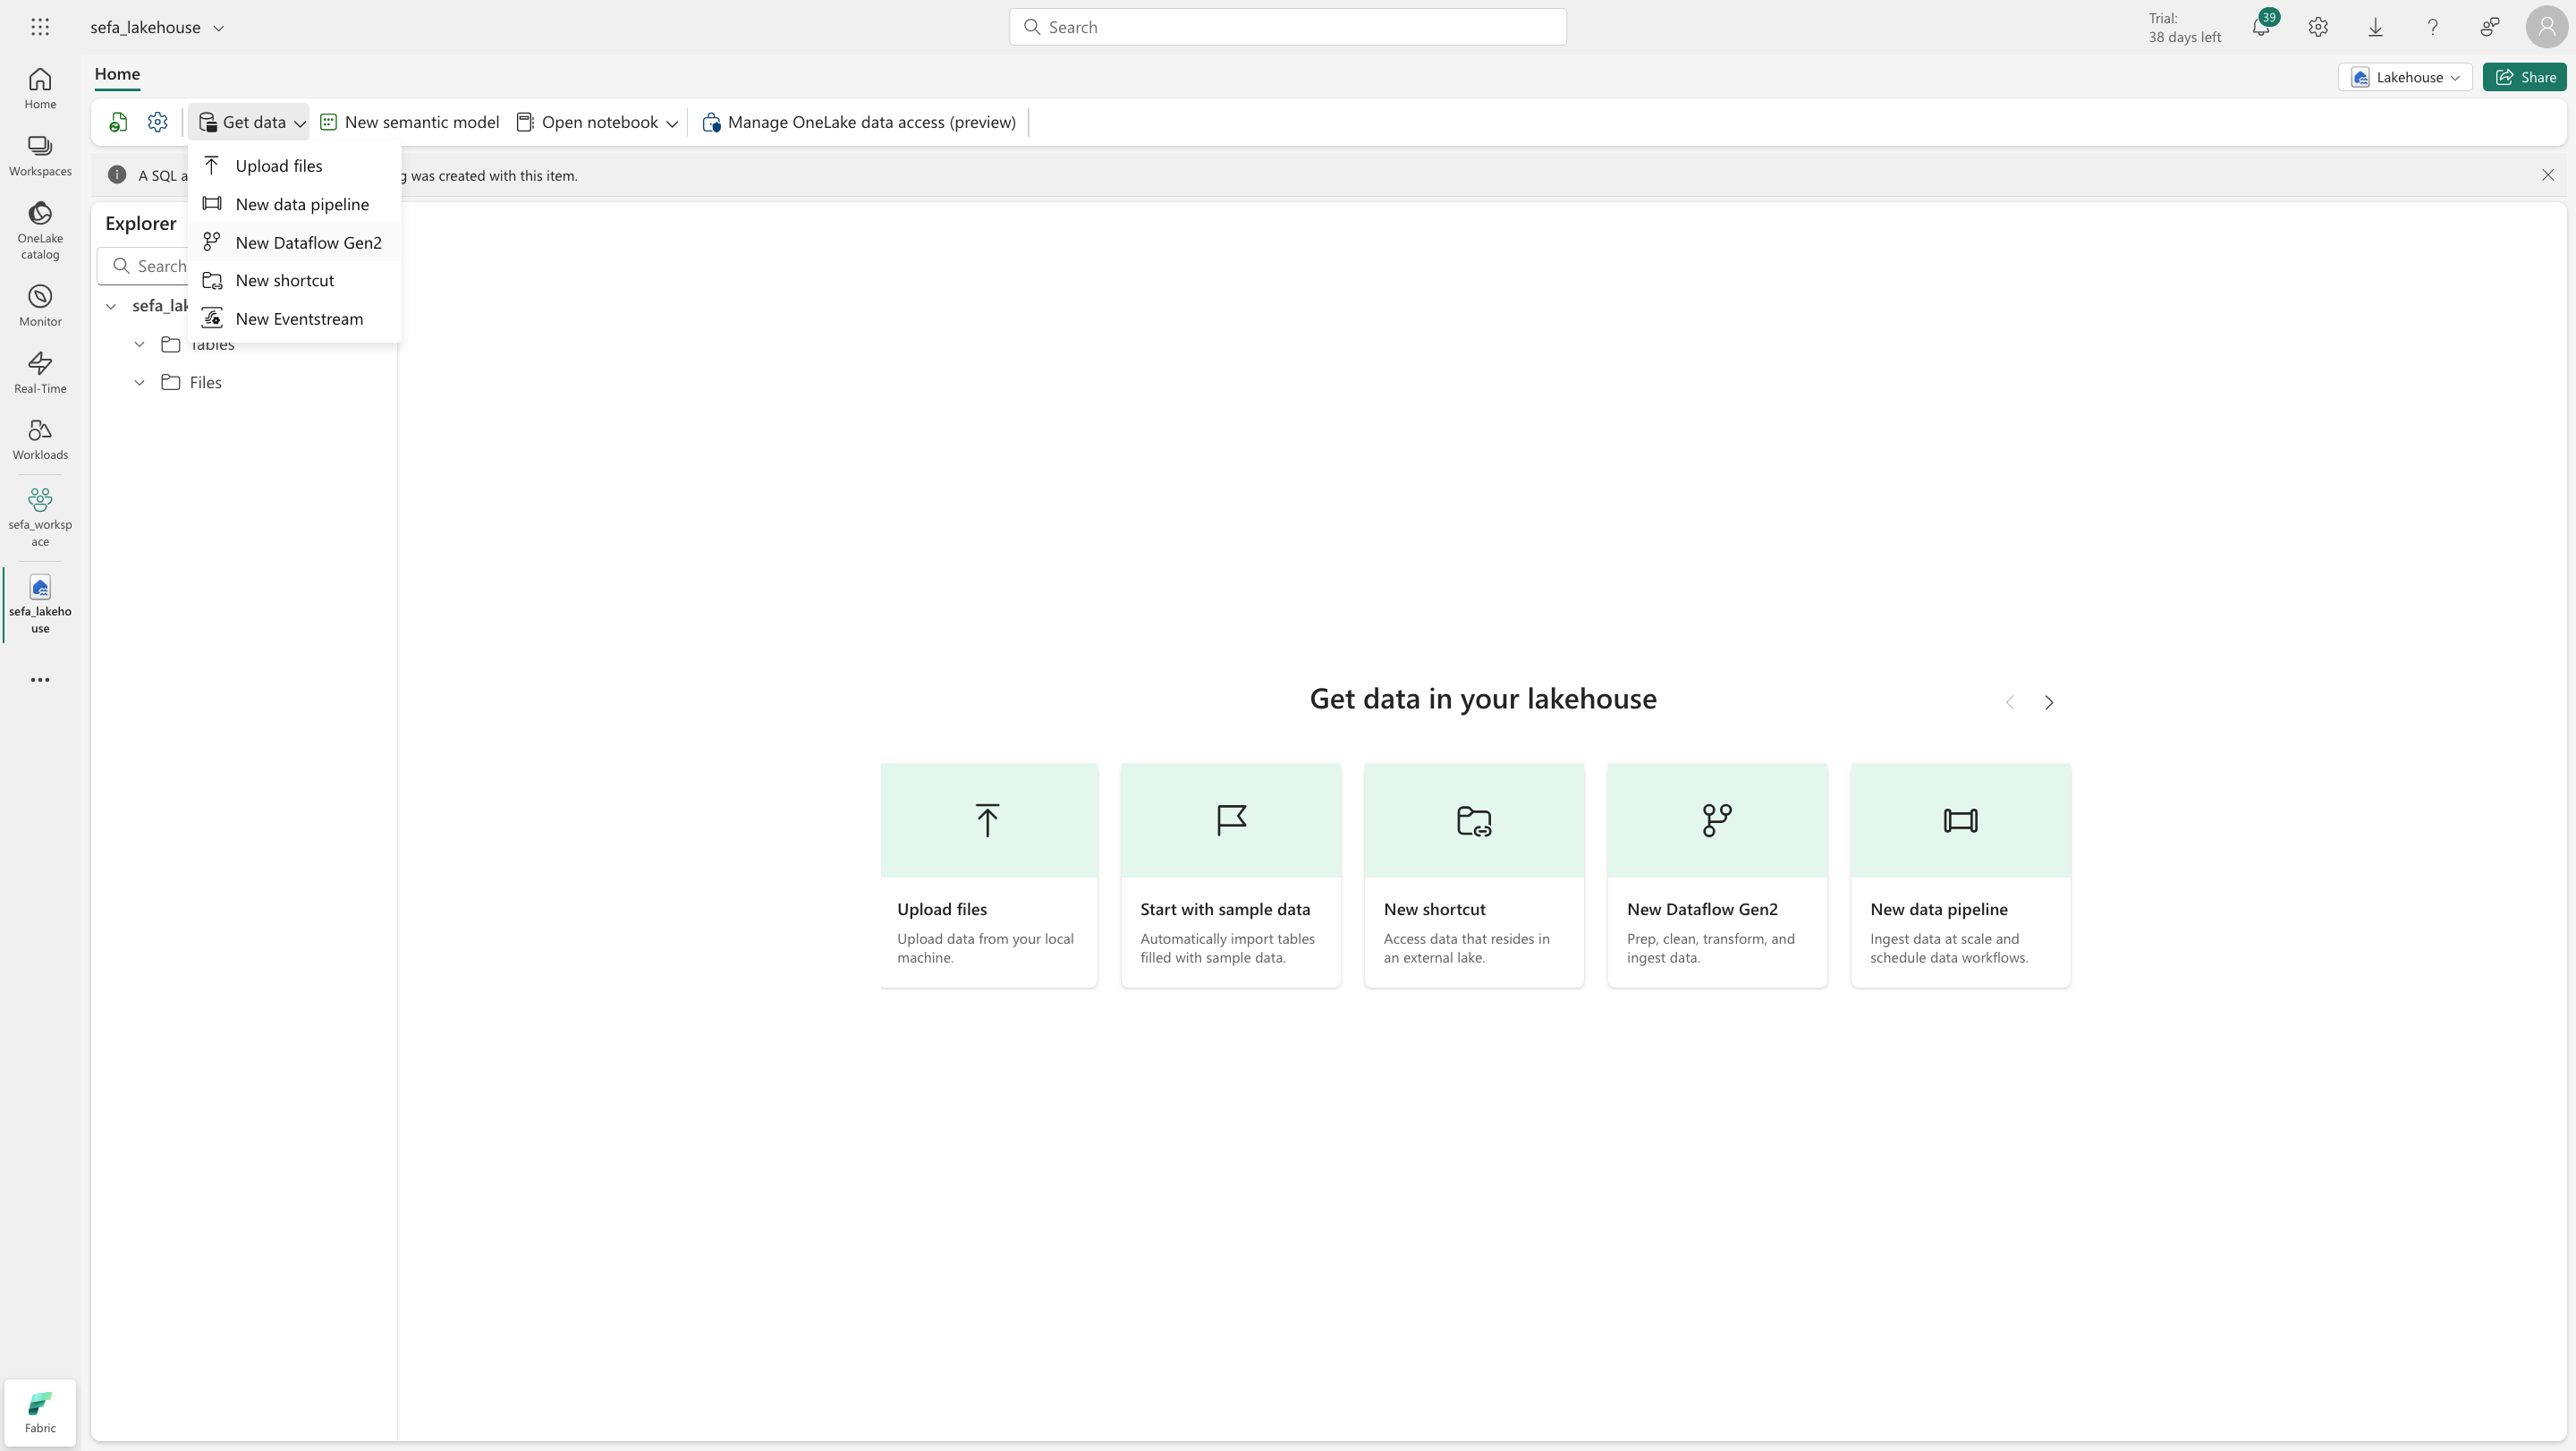 sefa_lakehouse
Search
Trial:
38 days left
39
Home
Lakehouse
Share
Get data
New semantic model
Open notebook
Manage OneLake data access (preview)
Upload files
New data pipeline
New Dataflow Gen2
New shortcut
New Eventstream
A SQL a
g was created with this item.
Explorer
Search
sefa_lak
Tables
Files
Home
Workspaces
OneLake
catalog
Monitor
Real-Time
Workloads
sefa_worksp
ace
sefa_lakeho
use
Fabric
Get data in your lakehouse
Upload files
Upload data from your local
machine.
Start with sample data
Automatically import tables
filled with sample data.
New shortcut
Access data that resides in
an external lake.
New Dataflow Gen2
Prep, clean, transform, and
ingest data.
New data pipeline
Ingest data at scale and
schedule data workflows.